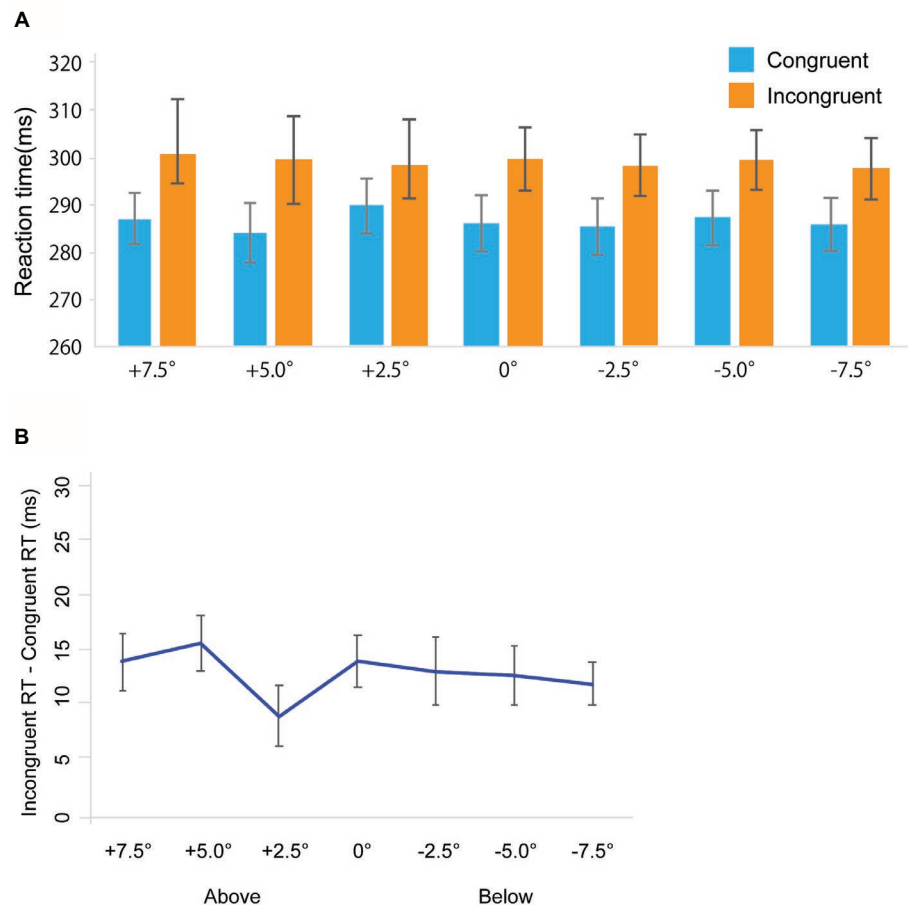 A
320
310
300
290
280
270
260
Reaction time(ms)
Congruent
Incongruent
+7.5° +5.0° +2.5° 0° -2.5° -5.0° -7.5°
B
30
25
20
15
10
5
0
Incongruent RT - Congruent RT (ms)
+7.5° +5.0° +2.5° 0° -2.5° -5.0° -7.5°
Above Below